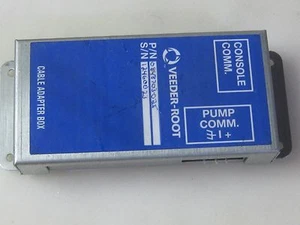 CONSOLE
COMM.
VEEDER-ROOT
P/N
S/N
PUMP
COMM.
CABLE ADAPTER BOX